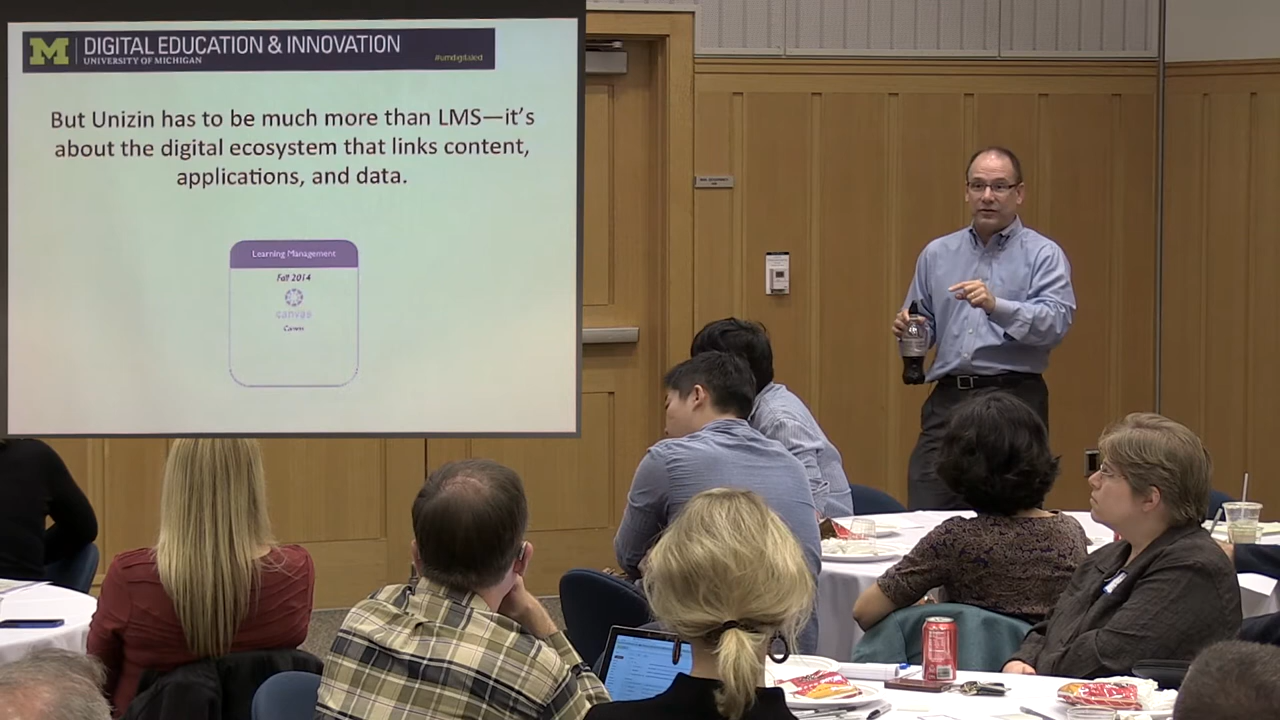 M DIGITAL EDUCATION & INNOVATION
UNIVERSITY OF MICHIGAN
#umdigitaled
But Unizin has to be much more than LMS—it's
about the digital ecosystem that links content,
applications, and data.
Learning Management
Fall 2014
canvas
Canvas